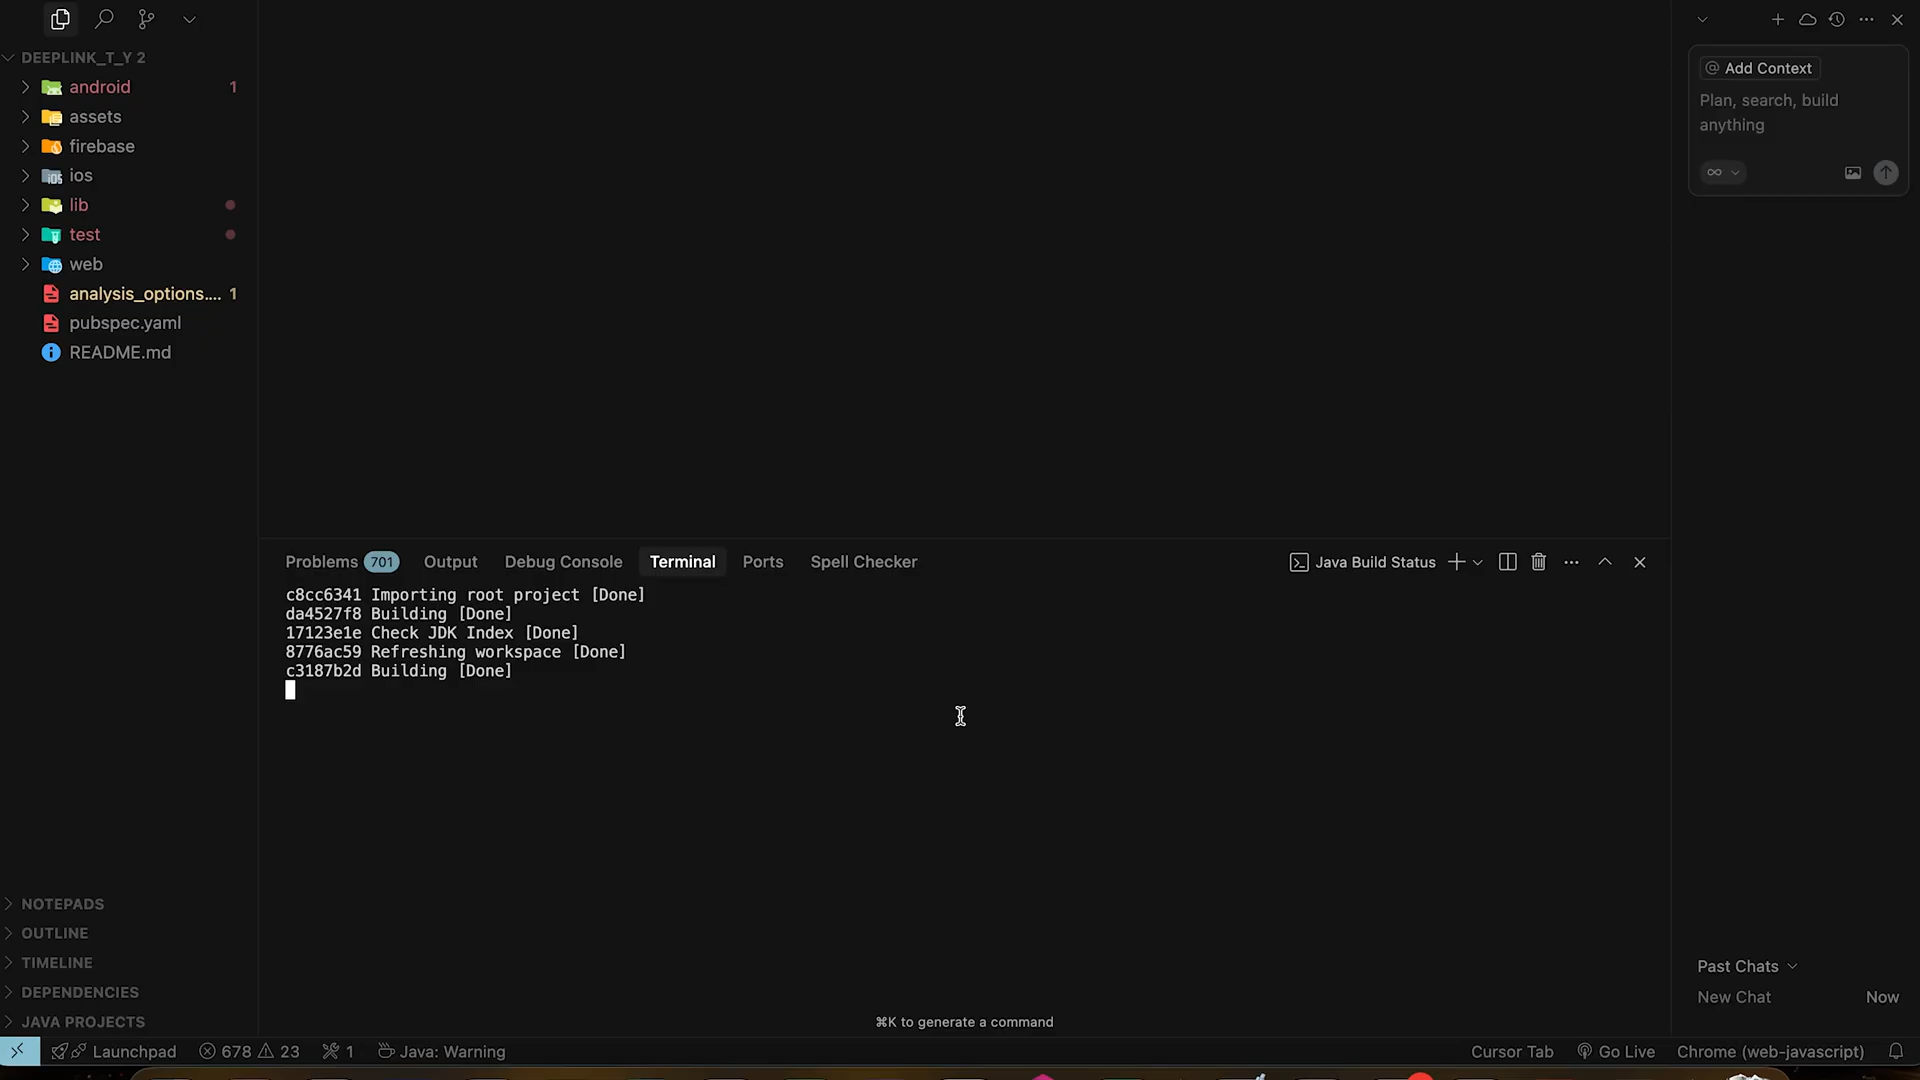 DEEPLINK_T_Y 2
android 1
assets
firebase
ios
lib
test
web
analysis_options.... 1
pubspec.yaml
README.md
NOTEPADS
OUTLINE
TIMELINE
DEPENDENCIES
JAVA PROJECTS
Problems 701 Output Debug Console Terminal Ports Spell Checker Java Build Status
c8cc6341 Importing root project [Done]
da4527f8 Building [Done]
17123e1e Check JDK Index [Done]
8776ac59 Refreshing workspace [Done]
c3187b2d Building [Done]
⌘K to generate a command
@ Add Context
Plan, search, build
anything
Past Chats
New Chat Now
Launchpad 678 23 1 Java: Warning Cursor Tab Go Live Chrome (web-javascript)